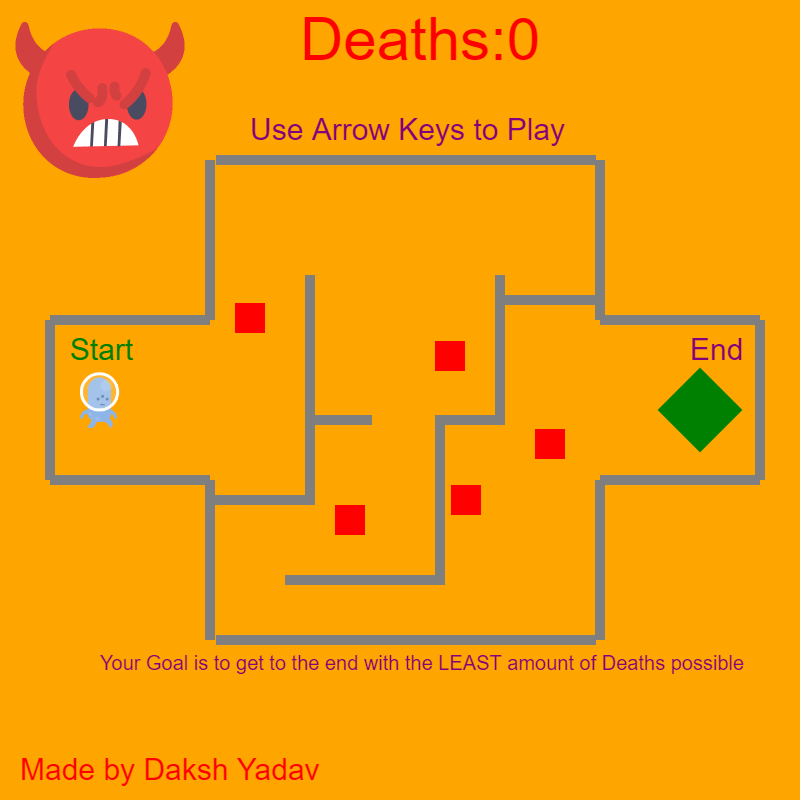 Deaths:0
Use Arrow Keys to Play
Start
End
Your Goal is to get to the end with the LEAST amount of Deaths possible
Made by Daksh Yadav